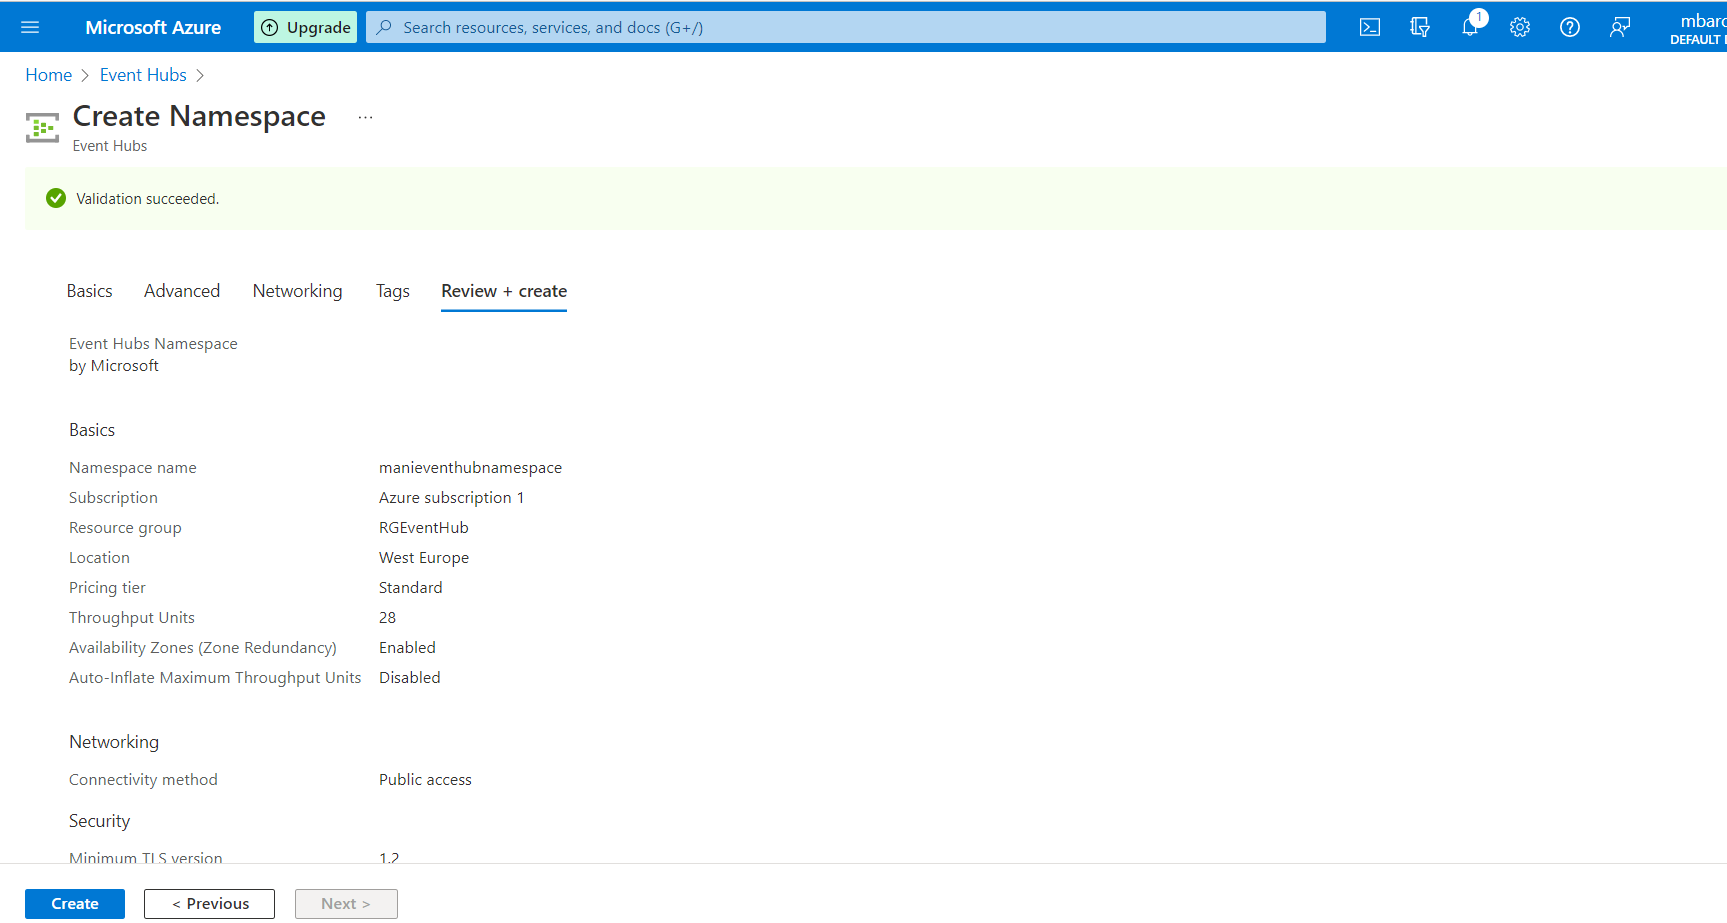 Microsoft Azure
Upgrade
Search resources, services, and docs (G+/)
1
DEFAULT
Home > Event Hubs >
Create Namespace ...
Event Hubs
Validation succeeded.
Basics Advanced Networking Tags Review + create
Event Hubs Namespace
by Microsoft
Basics
Namespace name manieventhubnamespace
Subscription Azure subscription 1
Resource group RGEventHub
Location West Europe
Pricing tier Standard
Throughput Units 28
Availability Zones (Zone Redundancy) Enabled
Auto-Inflate Maximum Throughput Units Disabled
Networking
Connectivity method Public access
Security
Minimum TLS version 1.2
Create < Previous Next >